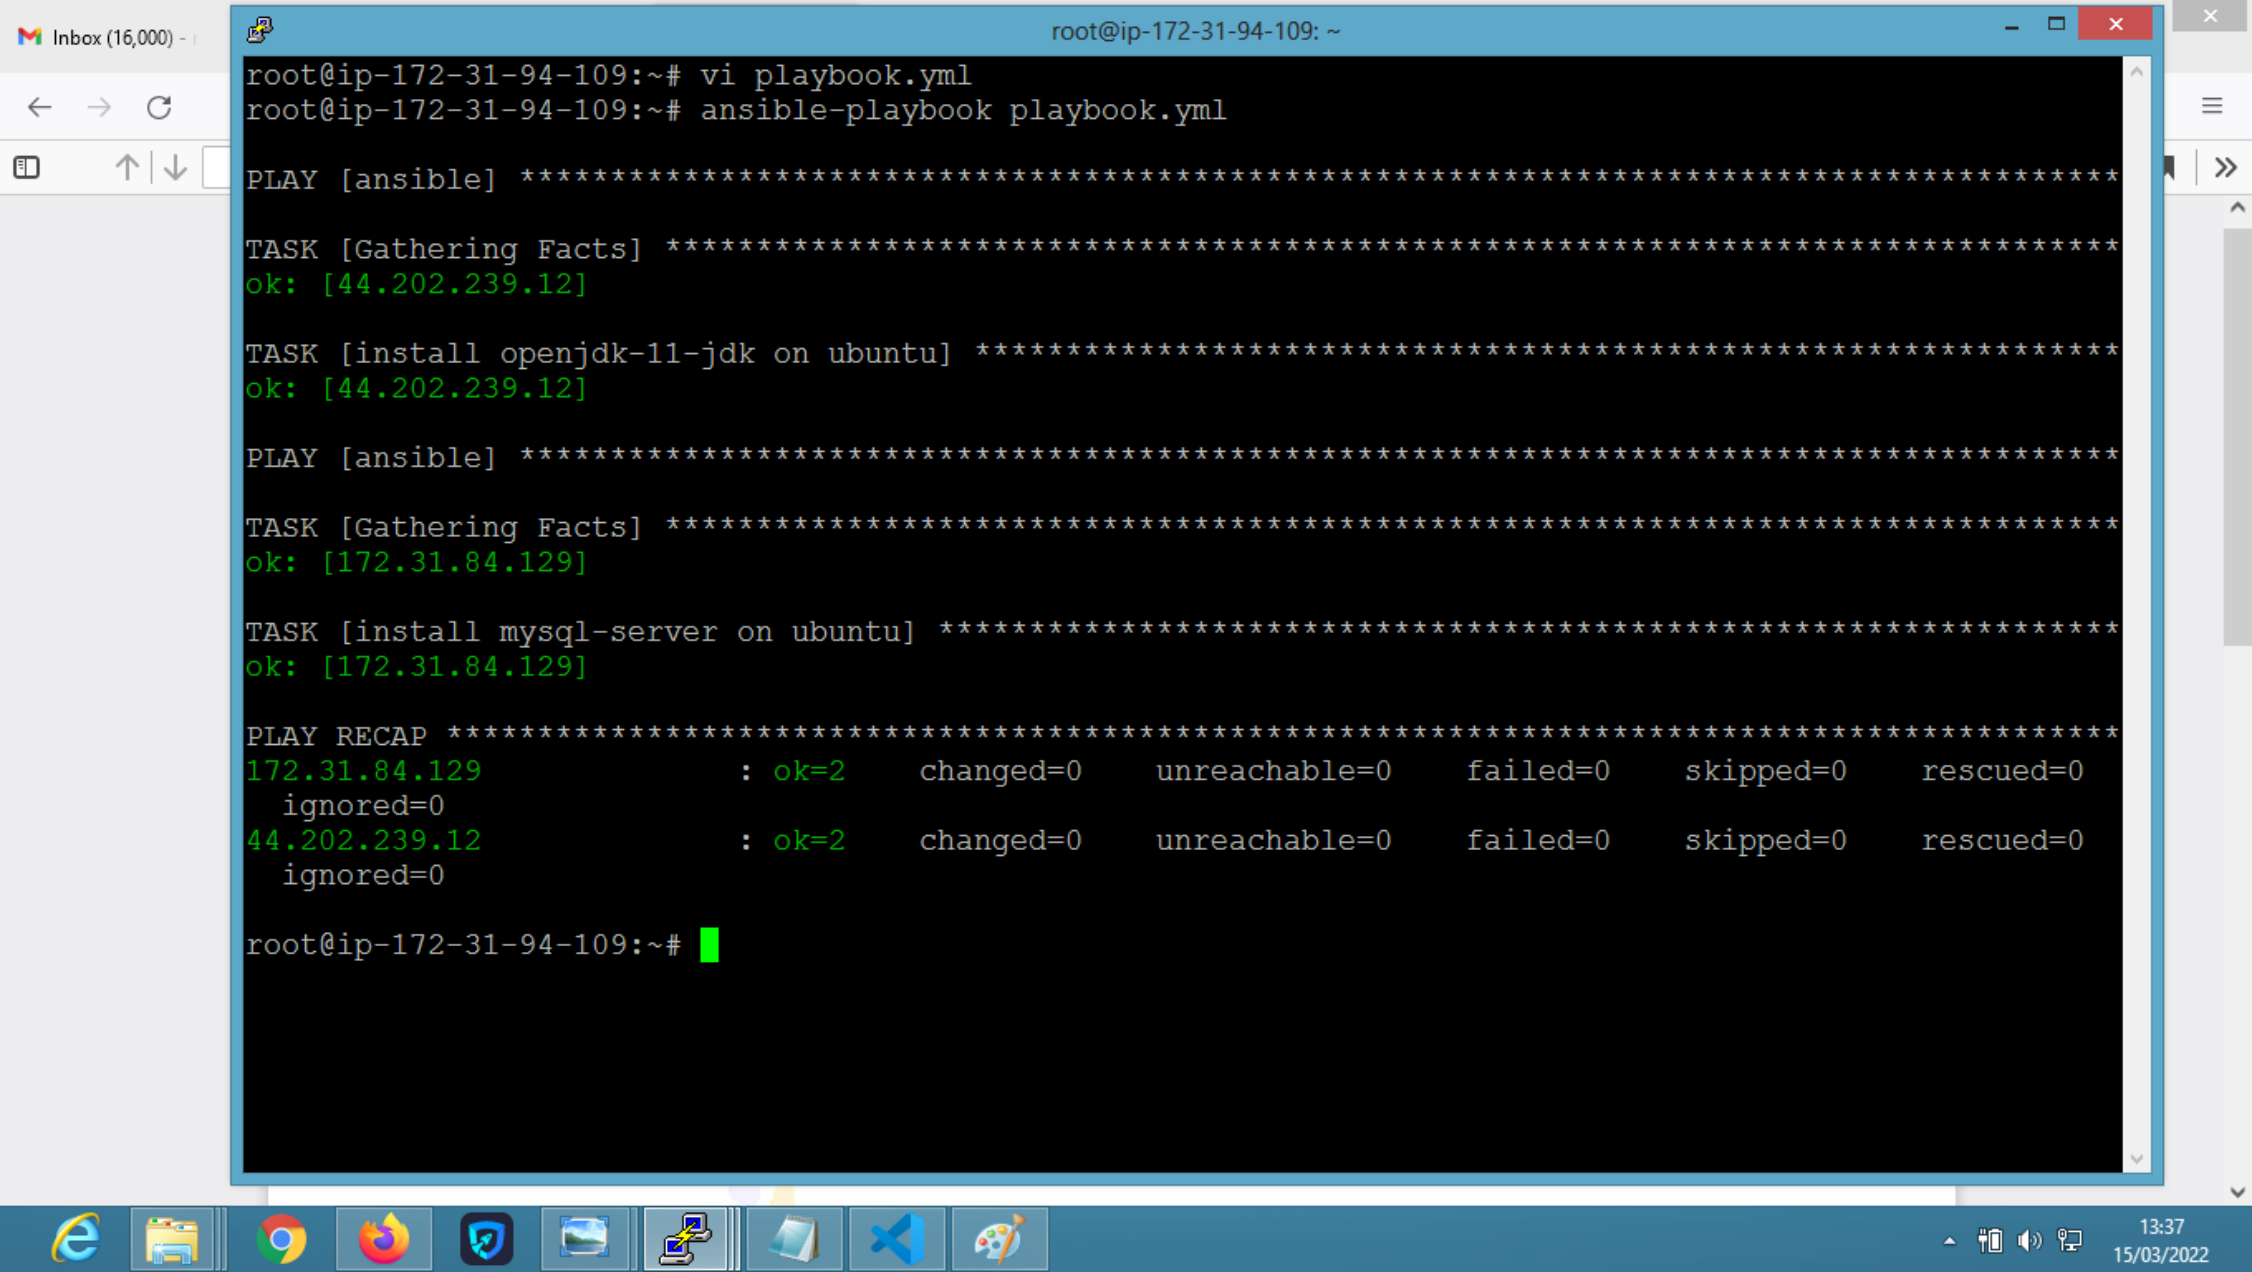 Inbox (16,000) -
root@ip-172-31-94-109: ~
root@ip-172-31-94-109:~# vi playbook.yml
root@ip-172-31-94-109:~# ansible-playbook playbook.yml
PLAY [ansible] ****************************************************************************************
TASK [Gathering Facts] ********************************************************************************
ok: [44.202.239.12]
TASK [install openjdk-11-jdk on ubuntu] ***************************************************************
ok: [44.202.239.12]
PLAY [ansible] ****************************************************************************************
TASK [Gathering Facts] ********************************************************************************
ok: [172.31.84.129]
TASK [install mysql-server on ubuntu] *****************************************************************
ok: [172.31.84.129]
PLAY RECAP ********************************************************************************************
172.31.84.129 : ok=2 changed=0 unreachable=0 failed=0 skipped=0 rescued=0
ignored=0
44.202.239.12 : ok=2 changed=0 unreachable=0 failed=0 skipped=0 rescued=0
ignored=0
root@ip-172-31-94-109:~#
13:37
15/03/2022